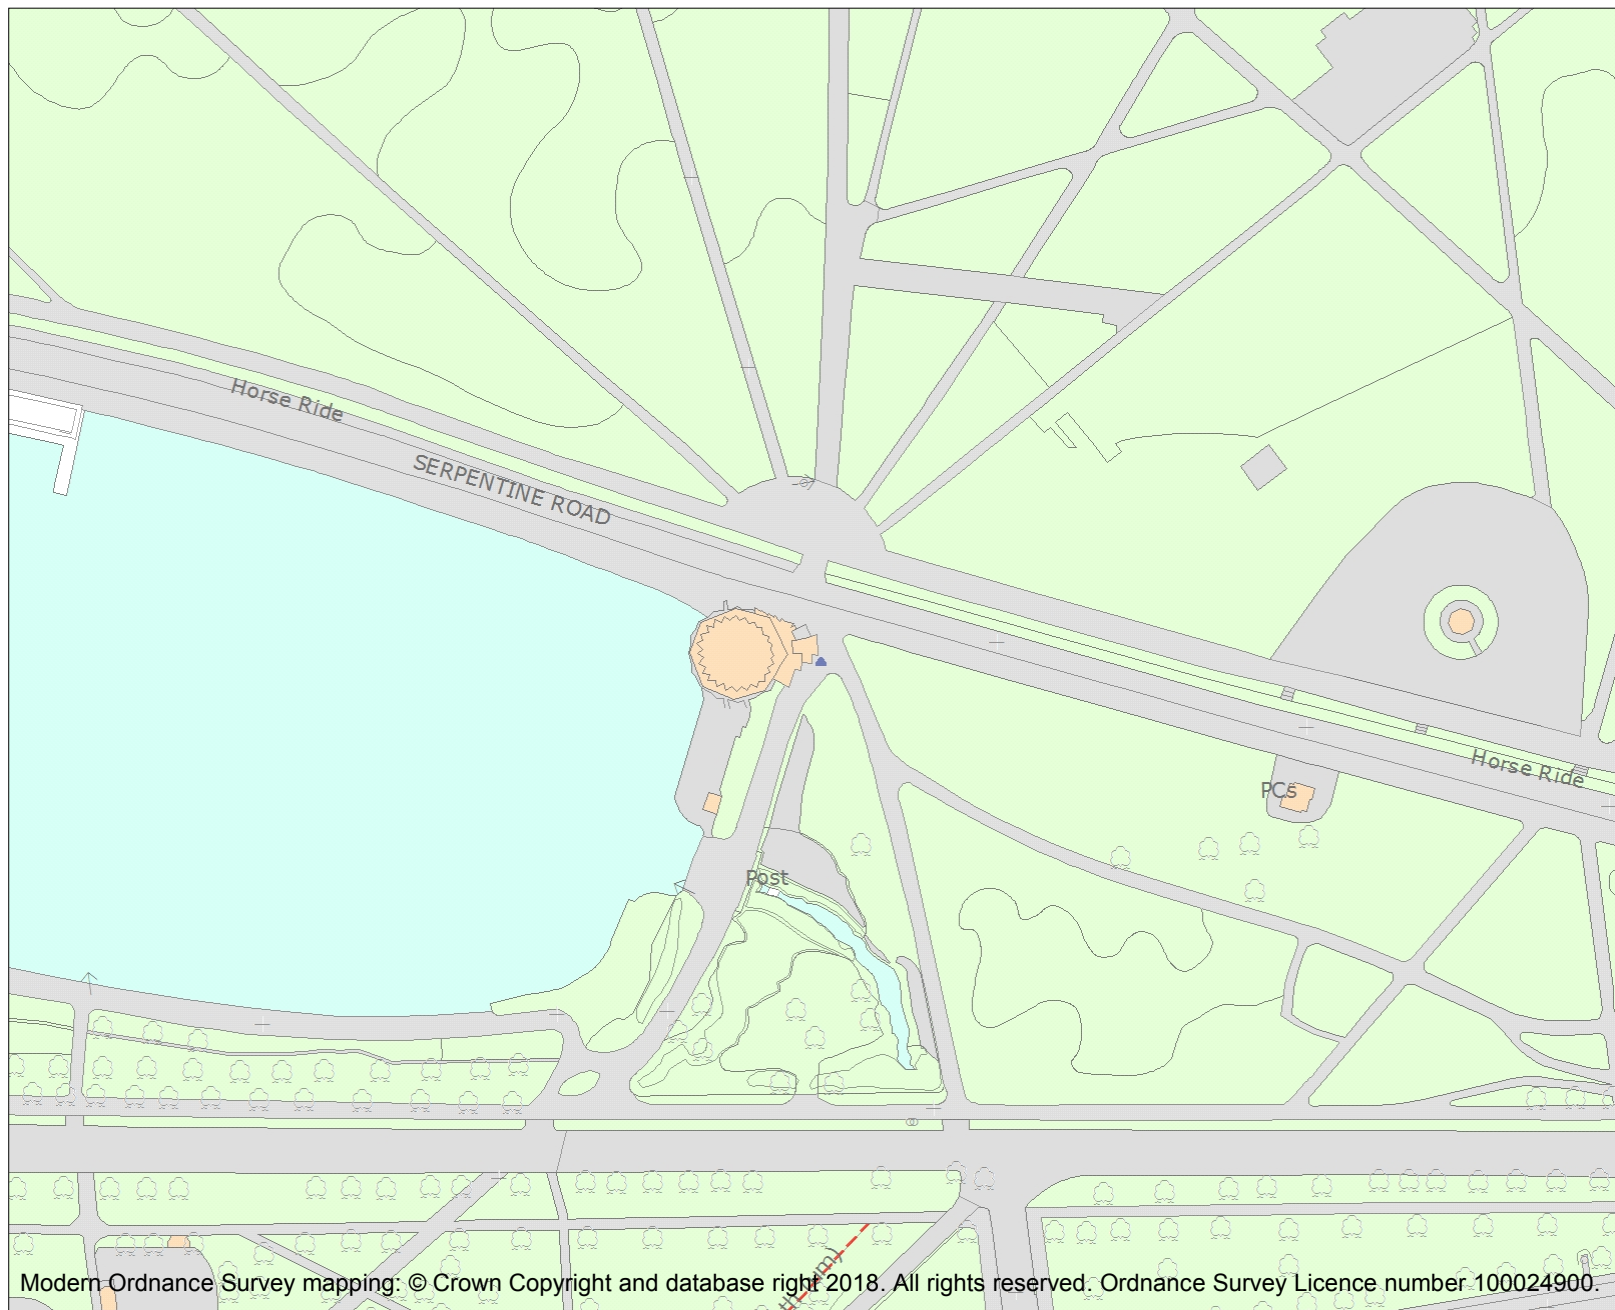 Horse Ride
SERPENTINE ROAD
Horse Ride
PCs
Post
Modern Ordnance Survey mapping: © Crown Copyright and database right 2018. All rights reserved. Ordnance Survey Licence number 100024900.